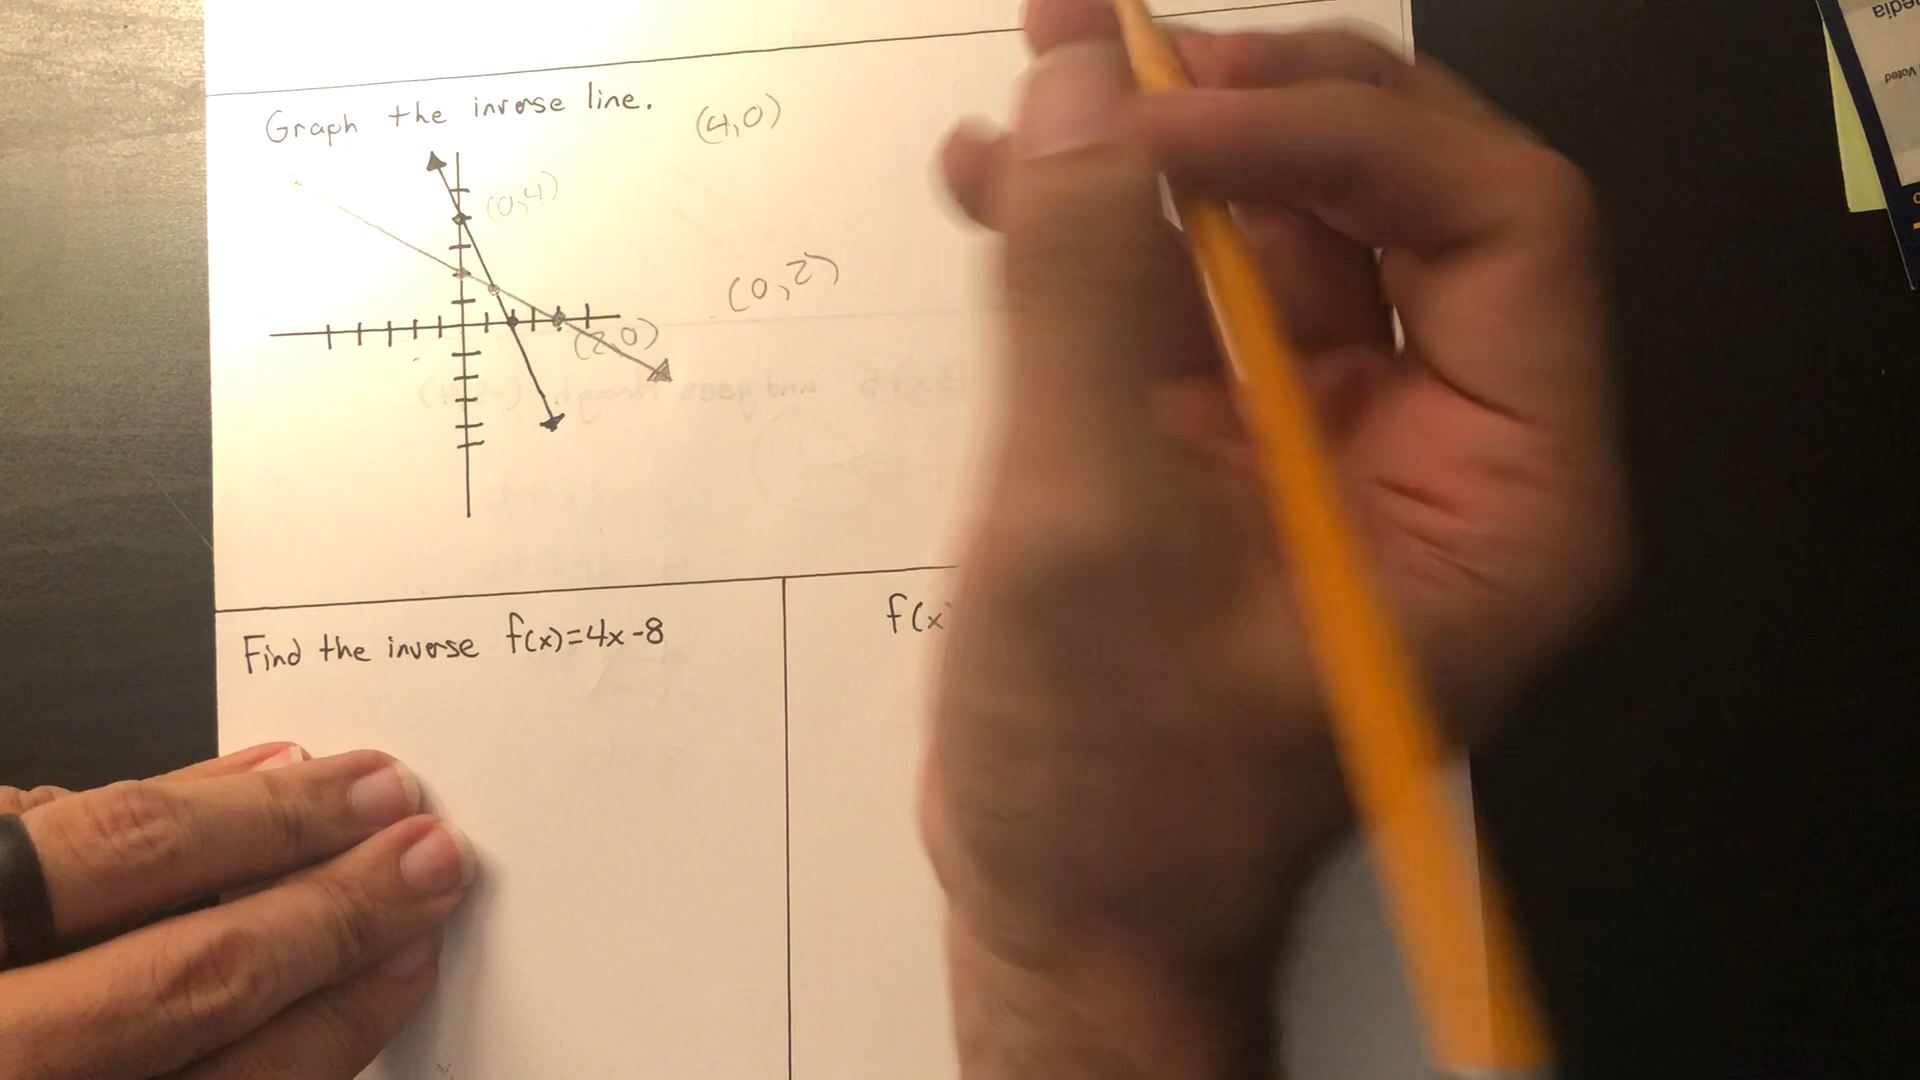 Graph the inverse line.
(4,0)
(0,4)
(0,2)
(2,0)
Find the inverse f(x)=4x-8
f(x